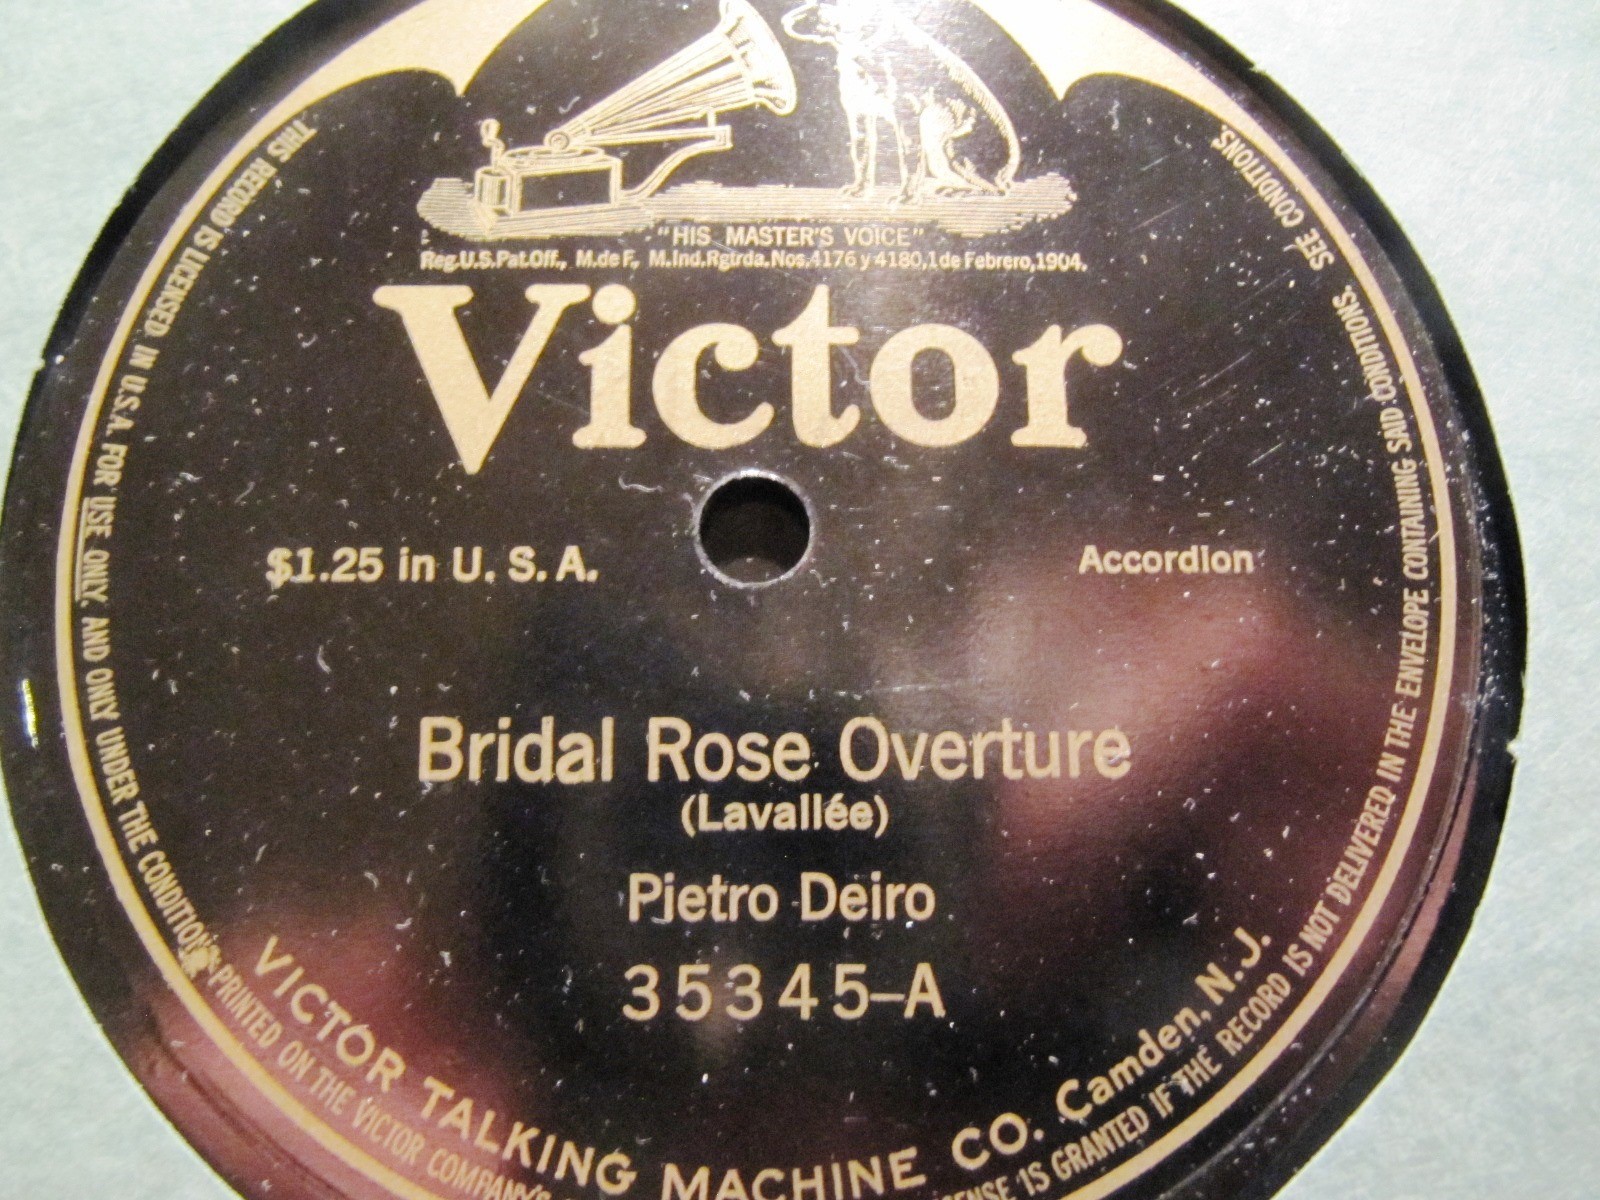 "HIS MASTER'S VOICE"
Reg.U.S.Pat.Off., M.de F., M.Ind.Rgtrda.Nos.4176 y 4180,1 de Febrero,1904.
Victor
$1.25 in U.S.A.
Accordion
Bridal Rose Overture
(Lavallée)
Pietro Deiro
35345-A
VICTOR TALKING MACHINE CO. Camden, N.J.
THIS RECORD IS LICENSED IN U.S.A. FOR USE ONLY, AND ONLY UNDER THE CONDITIONS PRINTED ON THE VICTOR COMPANY'S
IS GRANTED IF THE RECORD IS NOT DELIVERED IN THE ENVELOPE CONTAINING SAID CONDITIONS. SEE CONDITIONS.